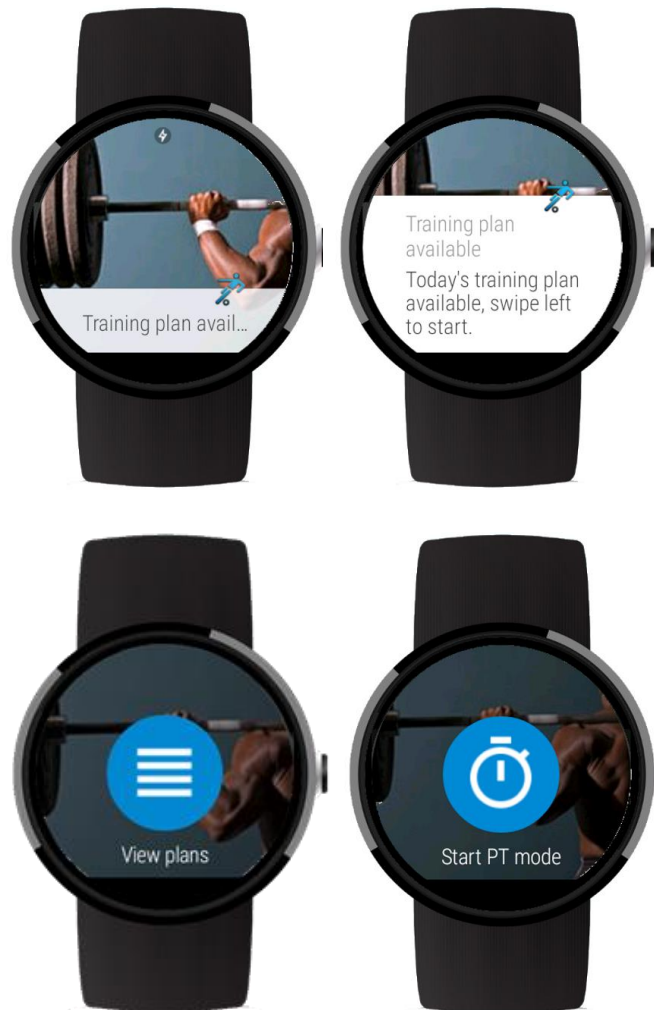 Training plan avail...
Training plan
available
Today's training plan
available, swipe left
to start.
View plans
Start PT mode